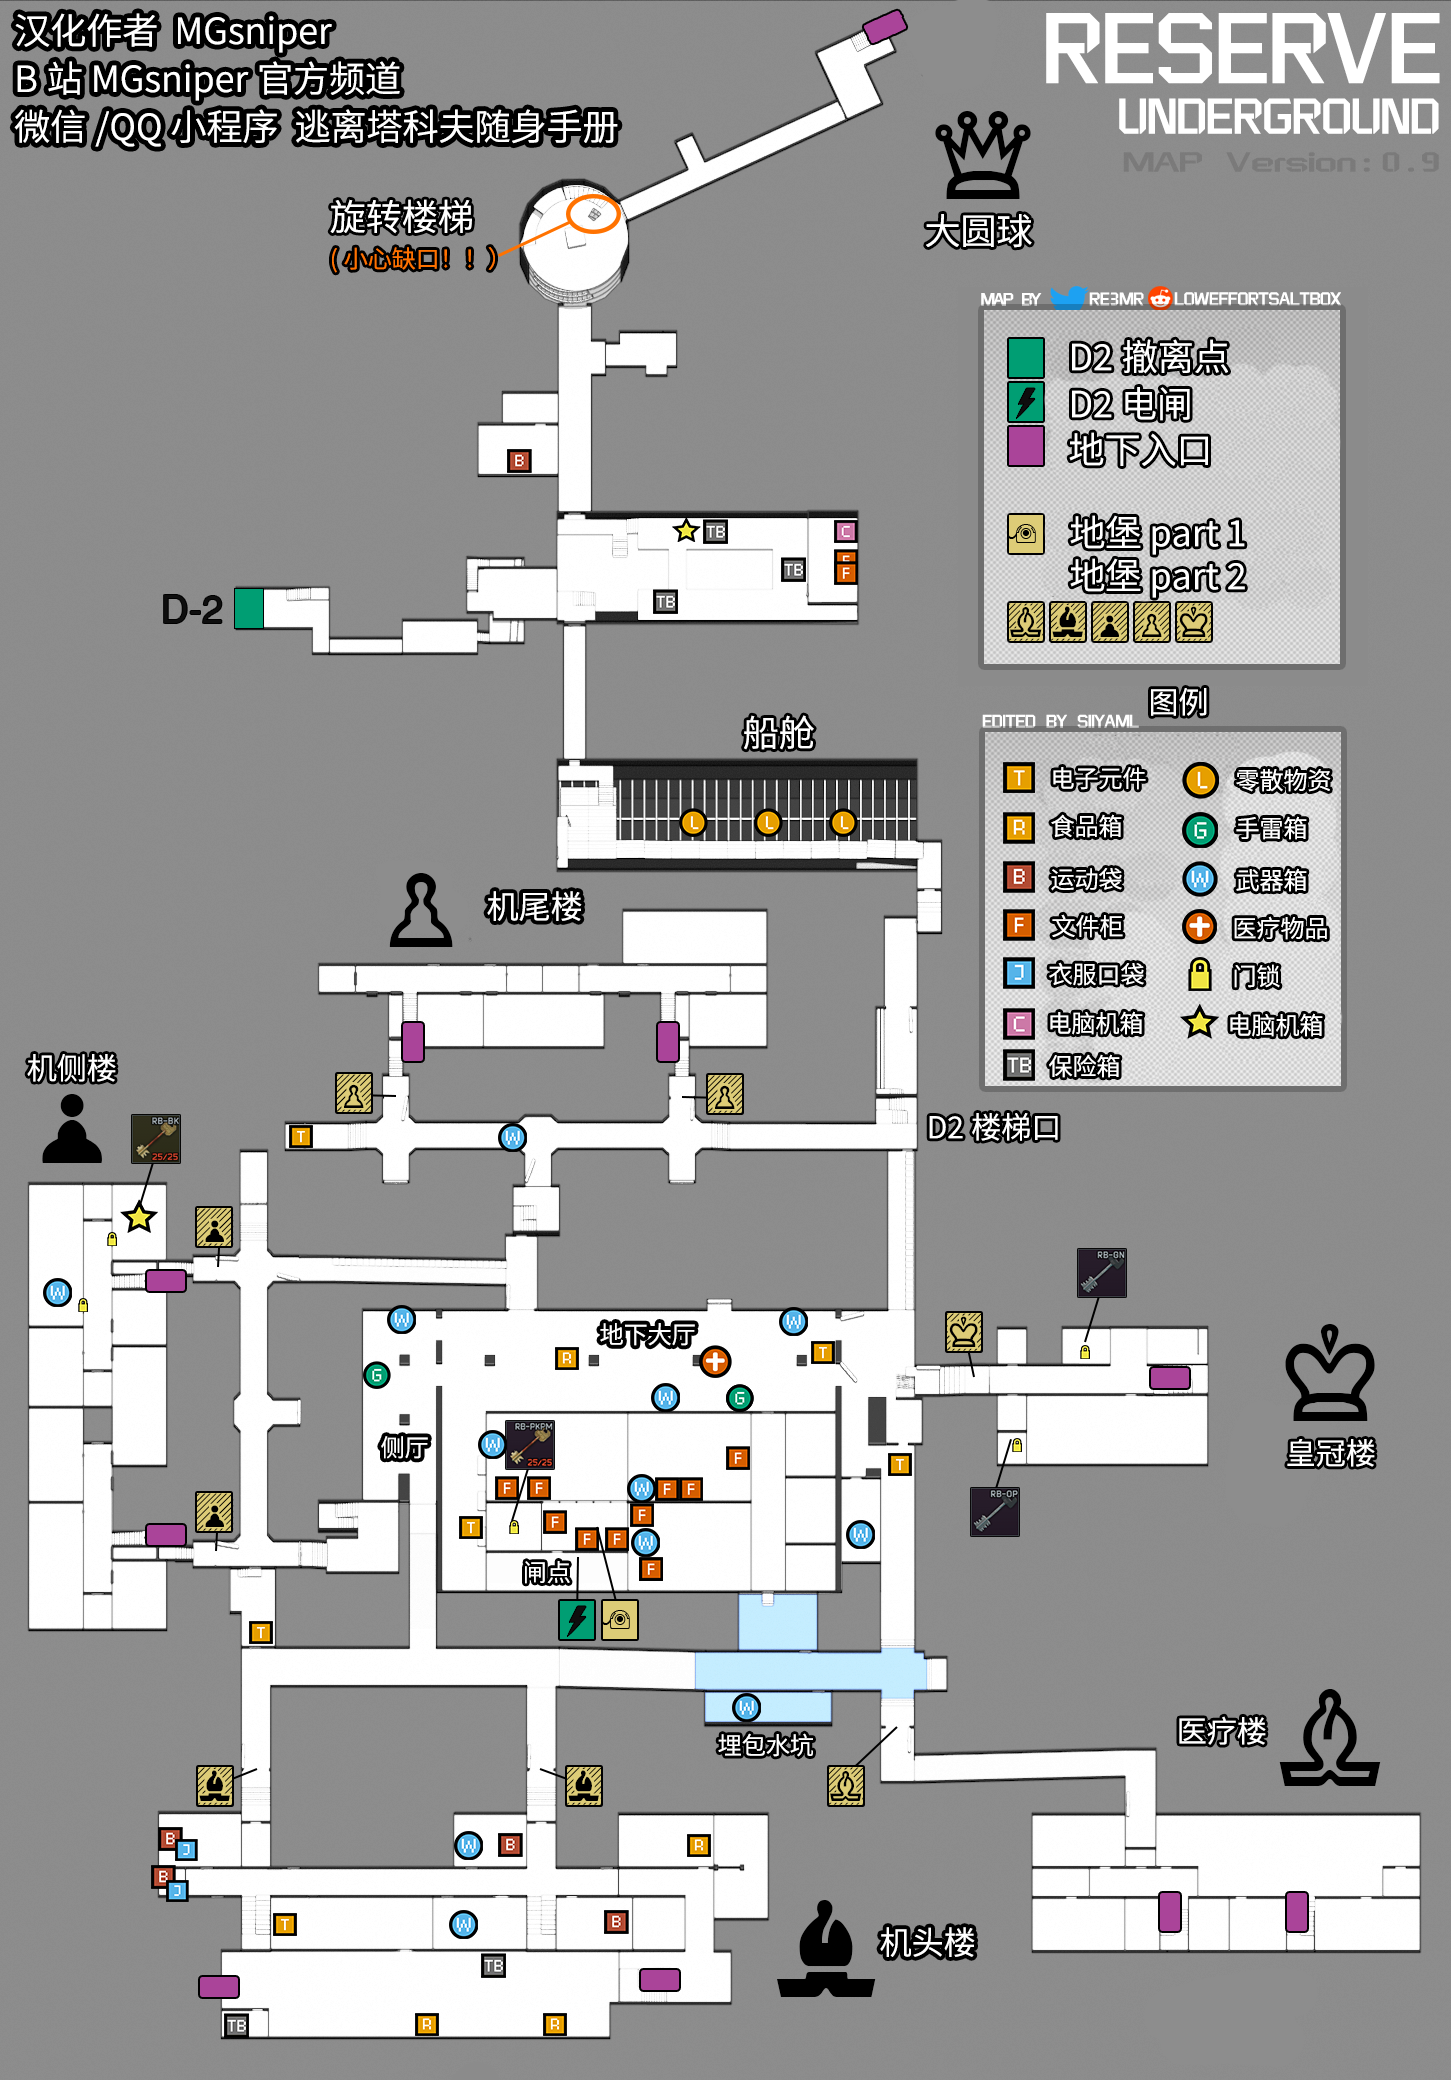 汉化作者 MGsniper
B 站 MGsniper 官方频道
微信 /QQ 小程序 逃离塔科夫随身手册
RESERVE
UNDERGROUND
MAP Version:0.9
旋转楼梯
(小心缺口！！)
大圆球
MAP BY RE3MR LOWEFFORTSALTBOX
D2 撤离点
D2 电闸
地下入口
地堡 part 1
地堡 part 2
B
TB
C
TB
F
F
TB
D-2
图例
EDITED BY SIIYAML
T 电子元件
L 零散物资
R 食品箱
G 手雷箱
B 运动袋
W 武器箱
F 文件柜
医疗物品
J 衣服口袋
门锁
C 电脑机箱
电脑机箱
TB 保险箱
船舱
L
L
L
机尾楼
机侧楼
RB-BK
25/25
T
W
D2 楼梯口
W
RB-GN
W
W
地下大厅
T
R
G
W
G
侧厅
W
RB-PKPM
25/25
F
F
F
W
F
F
T
皇冠楼
RB-OP
T
F
F
F
F
W
F
W
闸点
T
W
埋包水坑
医疗楼
B
J
B
J
W
B
R
T
W
B
机头楼
TB
TB
R
R